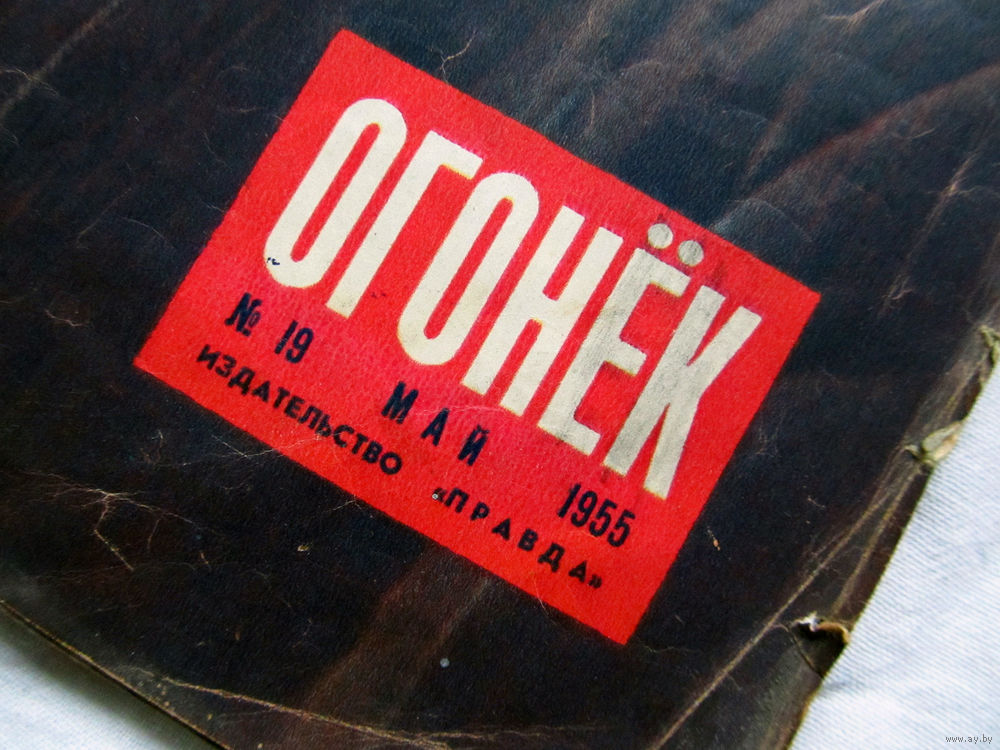 ОГОНЁК
№ 19 МАЙ 1955
ИЗДАТЕЛЬСТВО «ПРАВДА»
www.ay.by